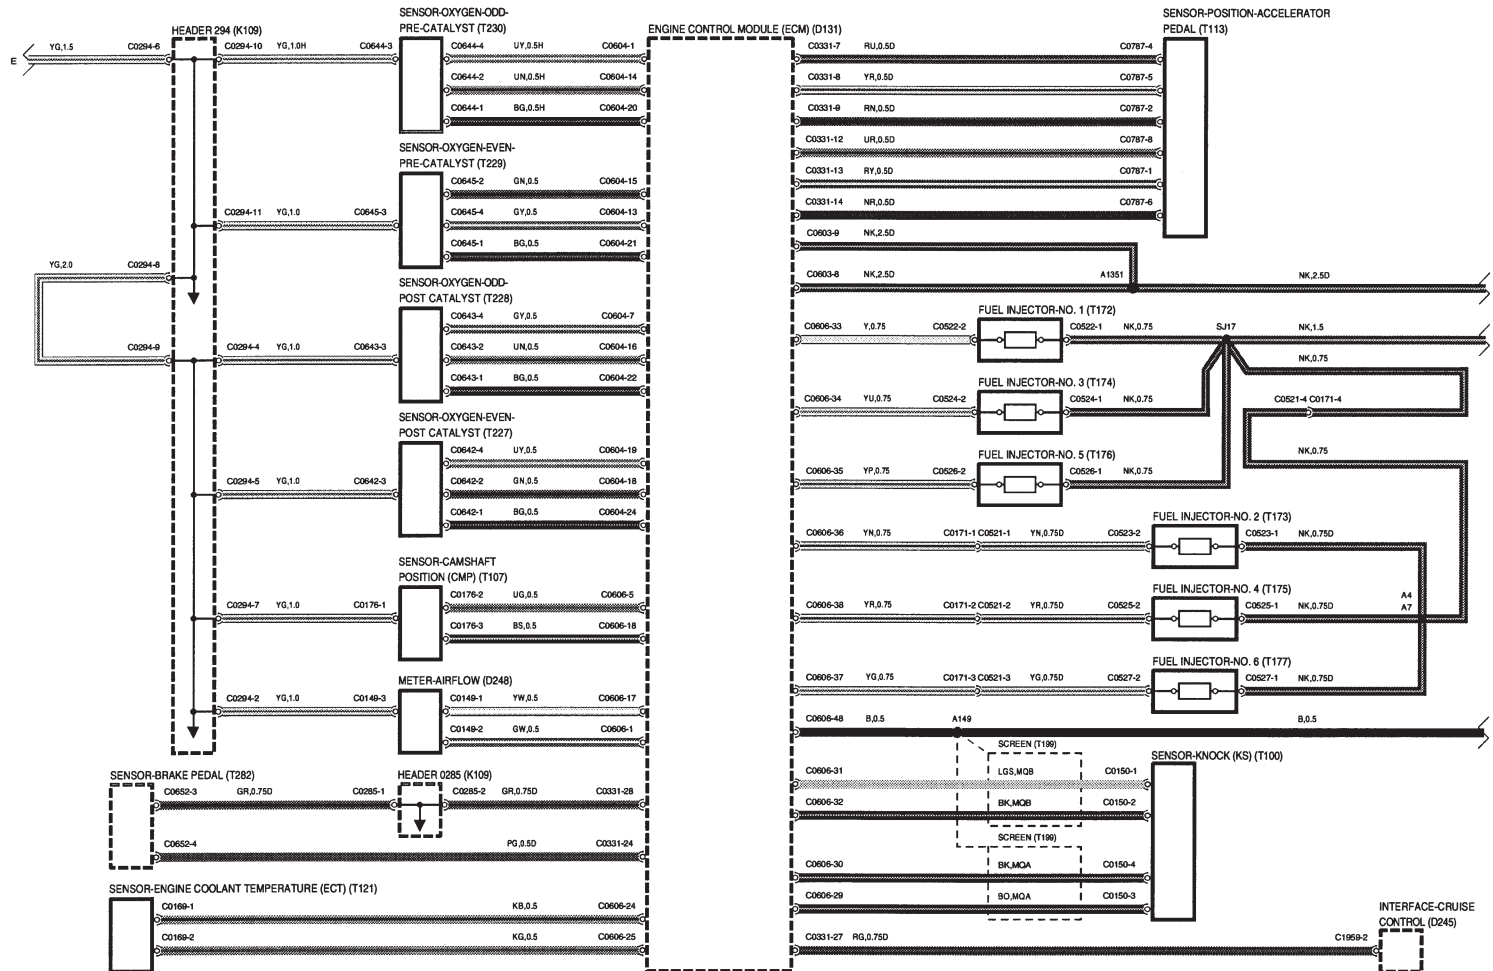 SENSOR-OXYGEN-ODD-
PRE-CATALYST (T230)
HEADER 294 (K109)
ENGINE CONTROL MODULE (ECM) (D131)
SENSOR-POSITION-ACCELERATOR
PEDAL (T113)
E
YG,1.5 C0294-6
C0294-10 YG,1.0H C0644-3
C0644-4 UY,0.5H C0604-1
C0644-2 UN,0.5H C0604-14
C0644-1 BG,0.5H C0604-20
SENSOR-OXYGEN-EVEN-
PRE-CATALYST (T229)
C0645-2 GN,0.5 C0604-15
C0294-11 YG,1.0 C0645-3
C0645-4 GY,0.5 C0604-13
C0645-1 BG,0.5 C0604-21
YG,2.0 C0294-8
SENSOR-OXYGEN-ODD-
POST CATALYST (T228)
C0643-4 GY,0.5 C0604-7
C0294-9
C0294-4 YG,1.0 C0643-3
C0643-2 UN,0.5 C0604-16
C0643-1 BG,0.5 C0604-22
SENSOR-OXYGEN-EVEN-
POST CATALYST (T227)
C0642-4 UY,0.5 C0604-19
C0294-5 YG,1.0 C0642-3
C0642-2 GN,0.5 C0604-18
C0642-1 BG,0.5 C0604-24
SENSOR-CAMSHAFT
POSITION (CMP) (T107)
C0176-2 UG,0.5 C0606-5
C0294-7 YG,1.0 C0176-1
C0176-3 BS,0.5 C0606-18
METER-AIRFLOW (D248)
C0294-2 YG,1.0 C0149-3
C0149-1 YW,0.5 C0606-17
C0149-2 GW,0.5 C0606-1
SENSOR-BRAKE PEDAL (T282)
HEADER 0285 (K109)
C0652-3 GR,0.75D C0285-1
C0285-2 GR,0.75D C0331-28
C0652-4 PG,0.5D C0331-24
SENSOR-ENGINE COOLANT TEMPERATURE (ECT) (T121)
C0169-1 KB,0.5 C0606-24
C0169-2 KG,0.5 C0606-25
C0331-7 RU,0.5D C0787-4
C0331-8 YR,0.5D C0787-5
C0331-9 RN,0.5D C0787-2
C0331-12 UR,0.5D C0787-8
C0331-13 RY,0.5D C0787-1
C0331-14 NR,0.5D C0787-6
C0603-9 NK,2.5D
C0603-8 NK,2.5D A1351 NK,2.5D
FUEL INJECTOR-NO. 1 (T172)
C0606-33 Y,0.75 C0522-2
C0522-1 NK,0.75 SJ17 NK,1.5
NK,0.75
FUEL INJECTOR-NO. 3 (T174)
C0606-34 YU,0.75 C0524-2
C0524-1 NK,0.75
C0521-4 C0171-4
FUEL INJECTOR-NO. 5 (T176)
NK,0.75
C0606-35 YP,0.75 C0526-2
C0526-1 NK,0.75
FUEL INJECTOR-NO. 2 (T173)
C0606-36 YN,0.75 C0171-1 C0521-1 YN,0.75D C0523-2
C0523-1 NK,0.75D
FUEL INJECTOR-NO. 4 (T175)
A4
A7
C0606-38 YR,0.75 C0171-2 C0521-2 YR,0.75D C0525-2
C0525-1 NK,0.75D
FUEL INJECTOR-NO. 6 (T177)
C0606-37 YG,0.75 C0171-3 C0521-3 YG,0.75D C0527-2
C0527-1 NK,0.75D
C0606-48 B,0.5 A149 B,0.5
SCREEN (T199)
SENSOR-KNOCK (KS) (T100)
C0606-31 LGS,MQB C0150-1
C0606-32 BK,MQB C0150-2
SCREEN (T199)
C0606-30 BK,MQA C0150-4
C0606-29 BO,MQA C0150-3
INTERFACE-CRUISE
CONTROL (D245)
C0331-27 RG,0.75D C1959-2